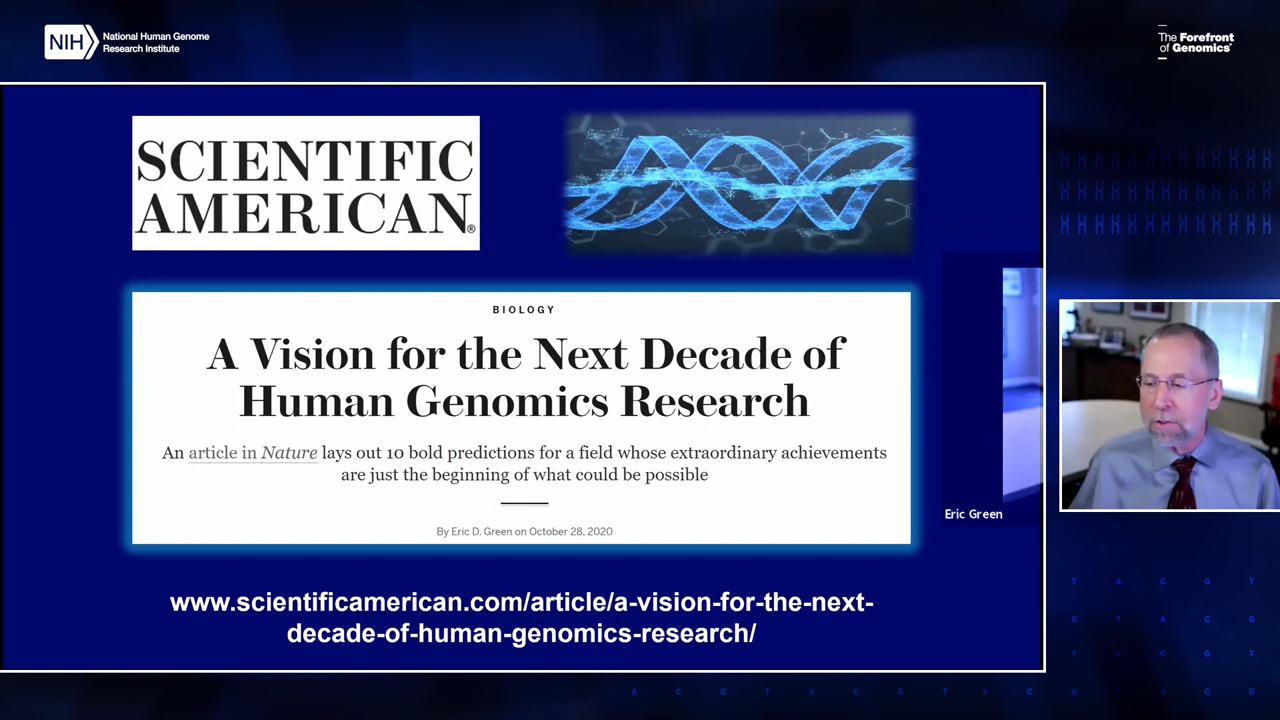 NIH
National Human Genome
Research Institute
The Forefront
of Genomics®
SCIENTIFIC
AMERICAN®
BIOLOGY
A Vision for the Next Decade of
Human Genomics Research
An article in Nature lays out 10 bold predictions for a field whose extraordinary achievements
are just the beginning of what could be possible
By Eric D. Green on October 28, 2020
Eric Green
www.scientificamerican.com/article/a-vision-for-the-next-
decade-of-human-genomics-research/
T A C G T
G T A C G
T A C G T
A C G T A C G T A C G T A C G